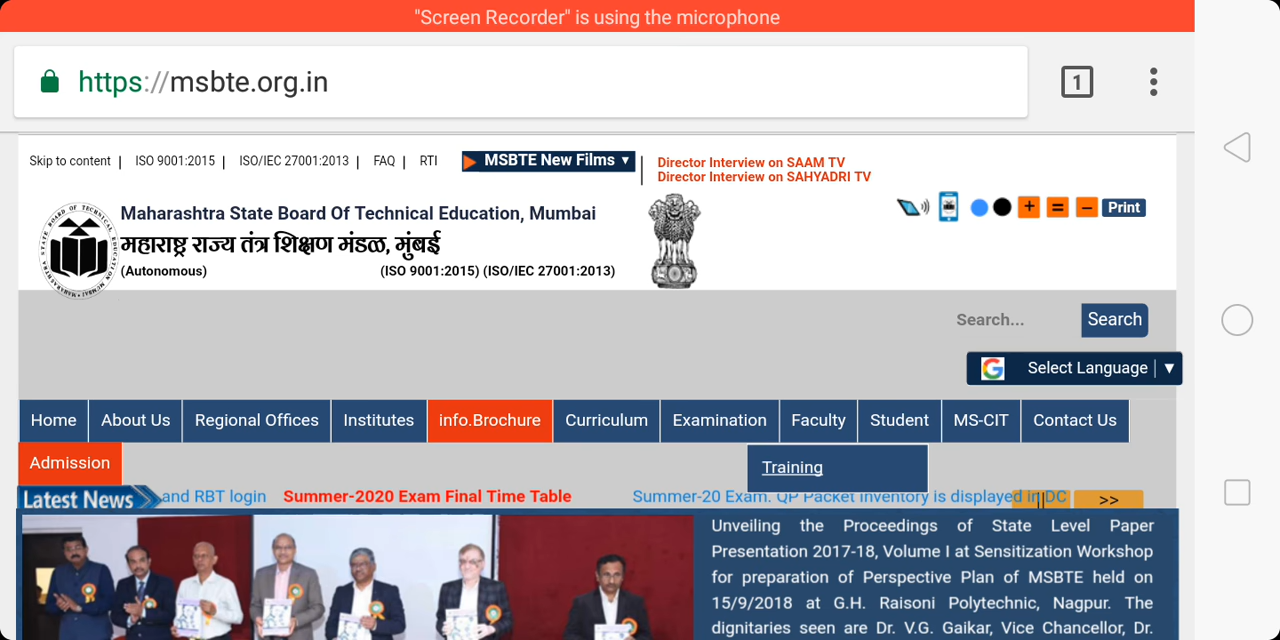 "Screen Recorder" is using the microphone
https://msbte.org.in
1
Skip to content | ISO 9001:2015 | ISO/IEC 27001:2013 | FAQ | RTI
MSBTE New Films ▼
Director Interview on SAAM TV
Director Interview on SAHYADRI TV
Maharashtra State Board Of Technical Education, Mumbai
+ = – Print
महाराष्ट्र राज्य तंत्र शिक्षण मंडळ, मुंबई
(Autonomous) (ISO 9001:2015) (ISO/IEC 27001:2013)
Search... Search
G Select Language ▼
Home About Us Regional Offices Institutes info.Brochure Curriculum Examination Faculty Student MS-CIT Contact Us
Admission
Training
Latest News and RBT login Summer-2020 Exam Final Time Table Summer-20 Exam. QP Packet Inventory is displayed in DC || >>
Unveiling the Proceedings of State Level Paper
Presentation 2017-18, Volume I at Sensitization Workshop
for preparation of Perspective Plan of MSBTE held on
15/9/2018 at G.H. Raisoni Polytechnic, Nagpur. The
dignitaries seen are Dr. V.G. Gaikar, Vice Chancellor, Dr.